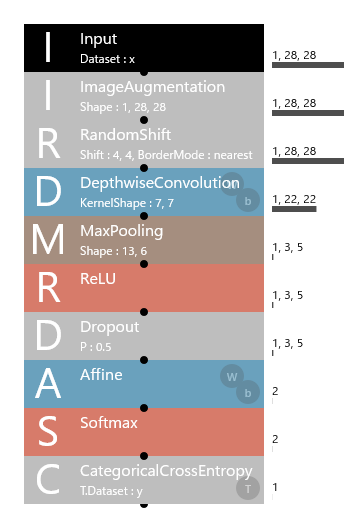 I
Input
Dataset : x
1, 28, 28
I
ImageAugmentation
Shape : 1, 28, 28
1, 28, 28
R
RandomShift
Shift : 4, 4, BorderMode : nearest
1, 28, 28
D
DepthwiseConvolution
KernelShape : 7, 7
W
b
1, 22, 22
M
MaxPooling
Shape : 13, 6
1, 3, 5
R
ReLU
1, 3, 5
D
Dropout
P : 0.5
1, 3, 5
A
Affine
W
b
2
S
Softmax
2
C
CategoricalCrossEntropy
T.Dataset : y
T
1